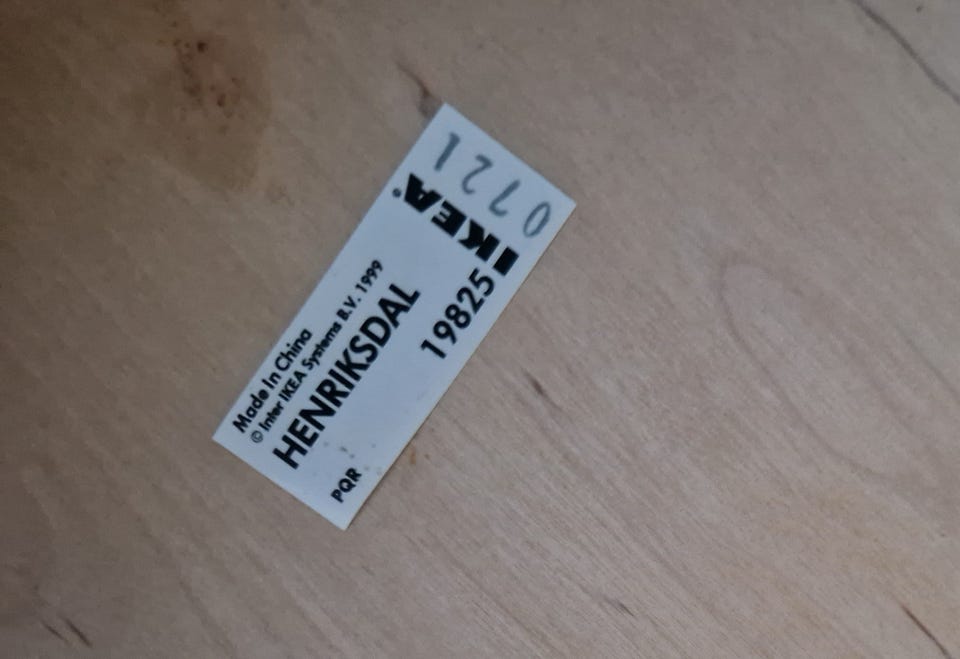 Made In China
© Inter IKEA Systems B.V. 1999
HENRIKSDAL
PQR
19825
IKEA®
0721